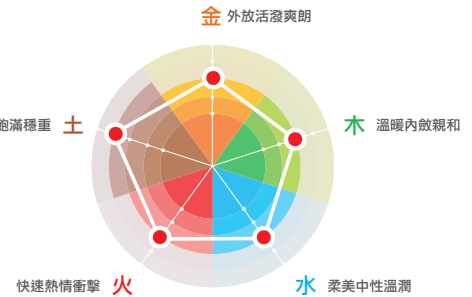 金 外放活潑爽朗
木 溫暖內斂親和
飽滿穩重 土
快速熱情衝擊 火
水 柔美中性溫潤